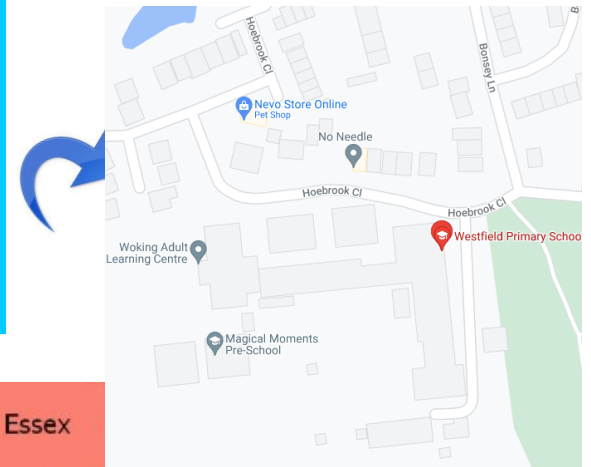 Hoebrook Cl
Bonsey Ln
B
Nevo Store Online
Pet Shop
No Needle
Hoebrook Cl
Hoebrook Cl
Westfield Primary Schoo
Woking Adult
Learning Centre
Magical Moments
Pre-School
Essex